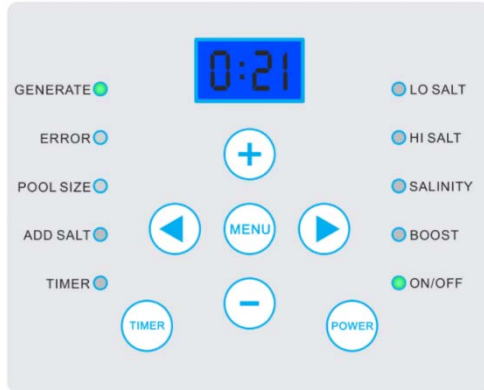 0:21
GENERATE
ERROR
POOL SIZE
ADD SALT
TIMER
LO SALT
HI SALT
SALINITY
BOOST
ON/OFF
+
MENU
−
TIMER
POWER